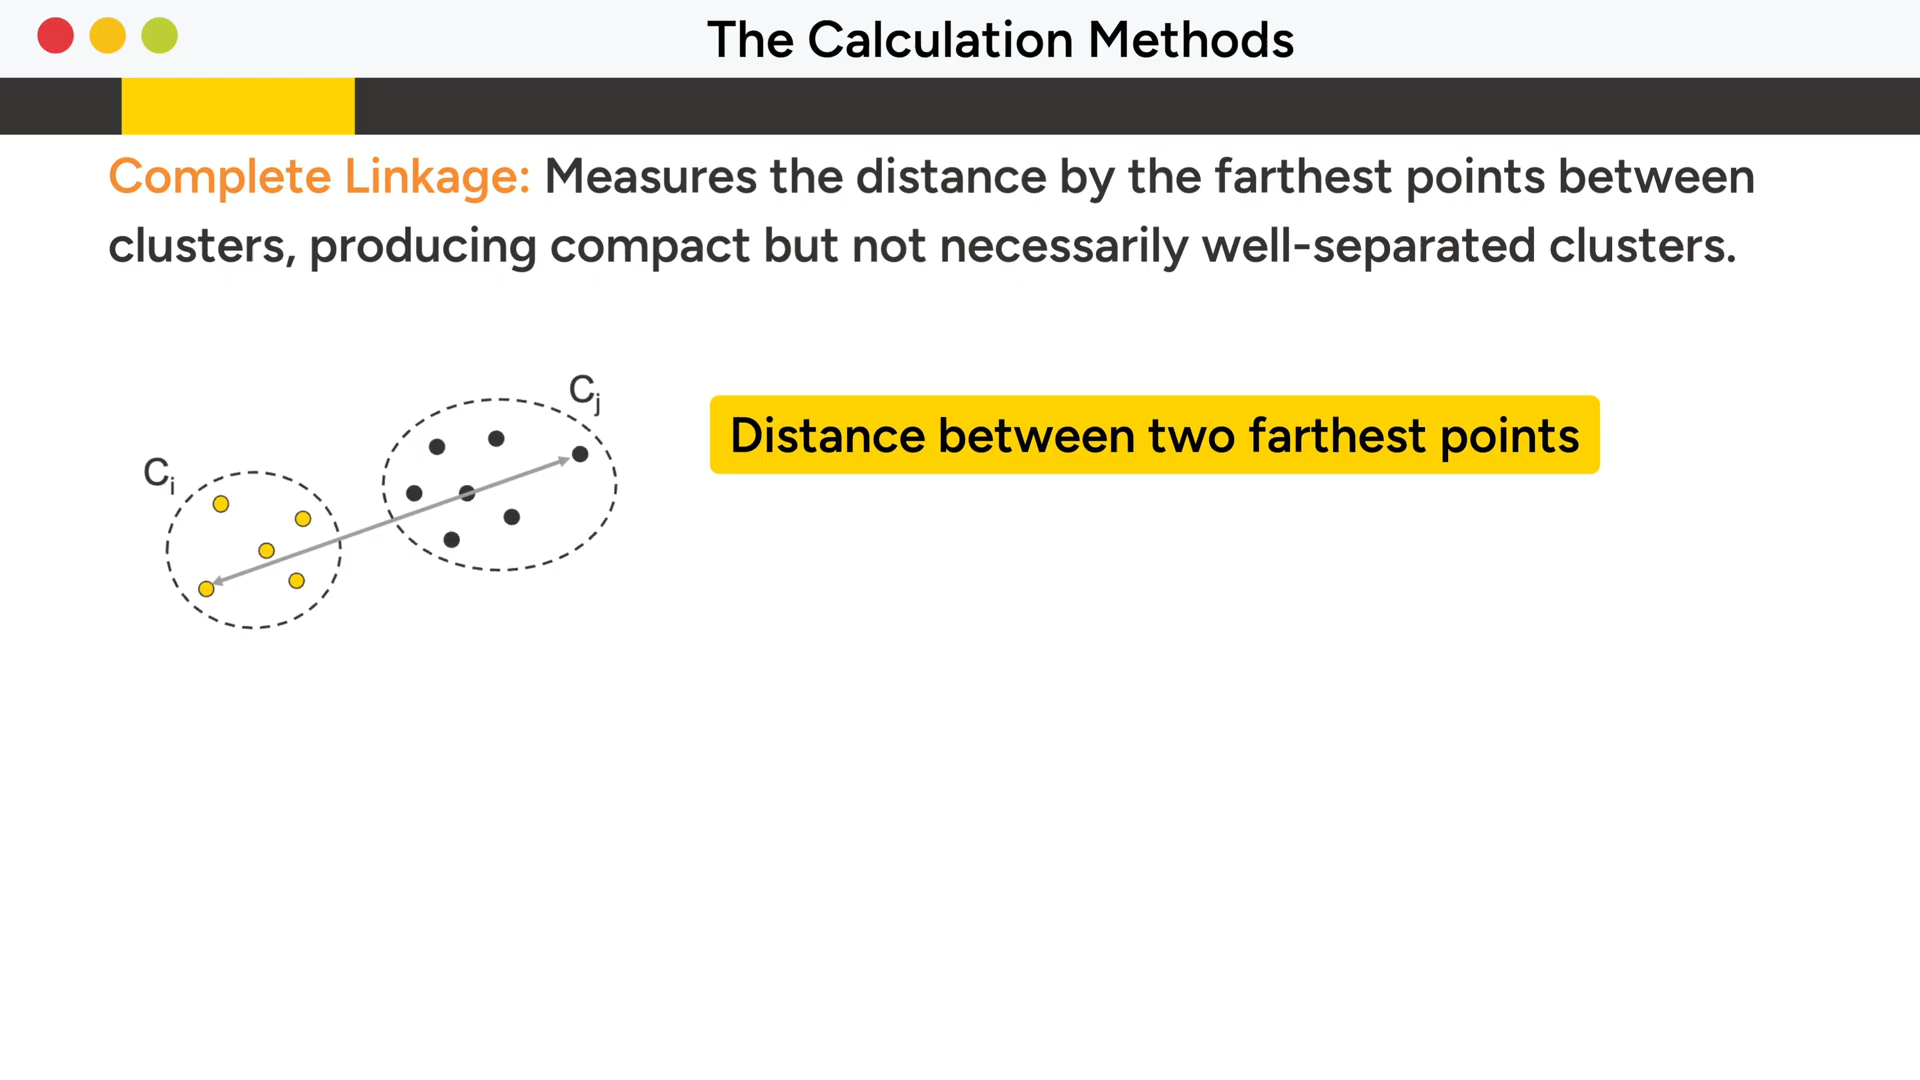 The Calculation Methods
Complete Linkage: Measures the distance by the farthest points between
clusters, producing compact but not necessarily well-separated clusters.
Cj
Distance between two farthest points
Ci